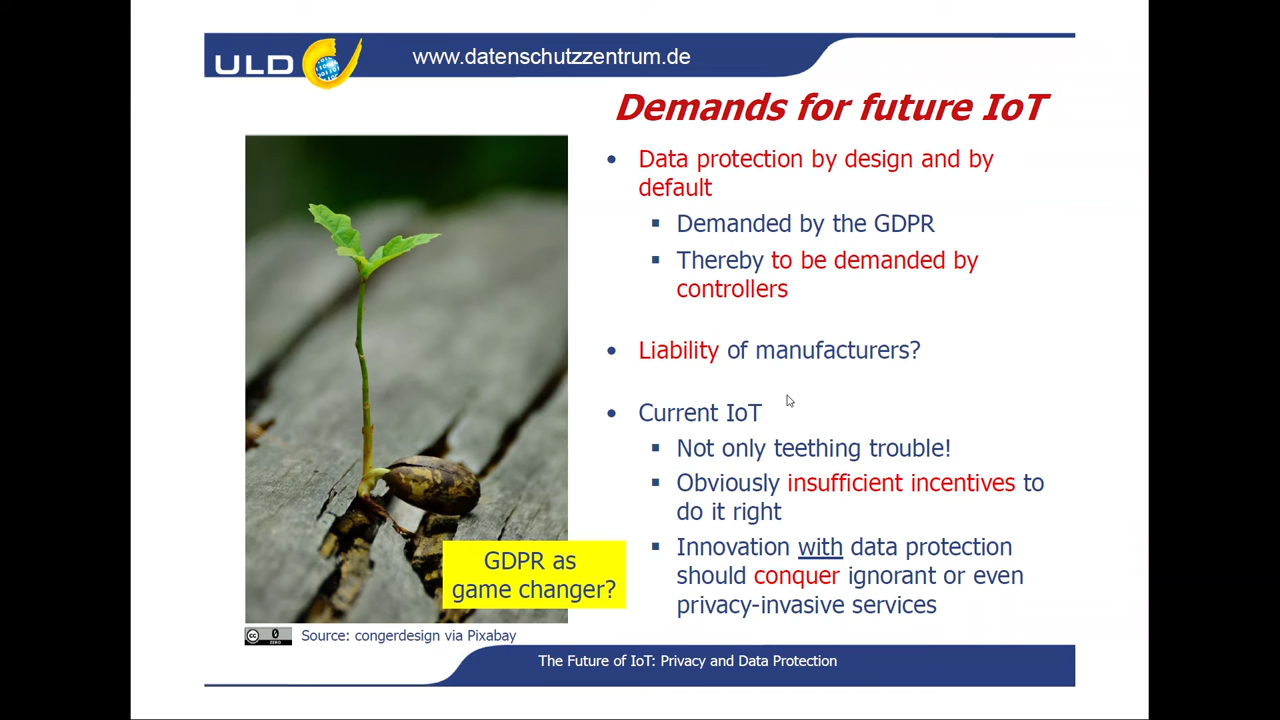 ULD
www.datenschutzzentrum.de
Demands for future IoT
• Data protection by design and by
default
▪ Demanded by the GDPR
▪ Thereby to be demanded by
controllers
• Liability of manufacturers?
• Current IoT
▪ Not only teething trouble!
▪ Obviously insufficient incentives to
do it right
▪ Innovation with data protection
should conquer ignorant or even
privacy-invasive services
GDPR as
game changer?
cc 0 ZERO
Source: congerdesign via Pixabay
The Future of IoT: Privacy and Data Protection